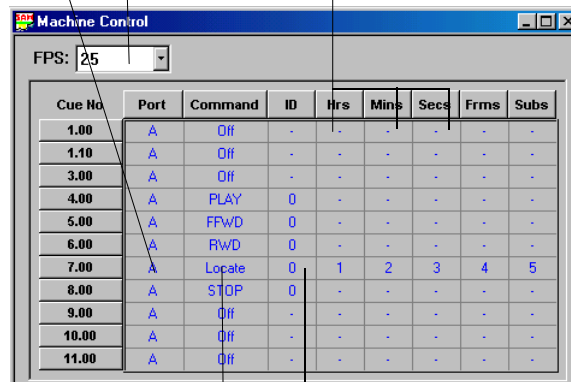 SAM Machine Control
FPS: 25
Cue No Port Command ID Hrs Mins Secs Frms Subs
1.00 A Off - - - - - -
1.10 A Off - - - - - -
3.00 A Off - - - - - -
4.00 A PLAY 0 - - - - -
5.00 A FFWD 0 - - - - -
6.00 A RWD 0 - - - - -
7.00 A Locate 0 1 2 3 4 5
8.00 A STOP 0 - - - - -
9.00 A Off - - - - - -
10.00 A Off - - - - - -
11.00 A Off - - - - - -